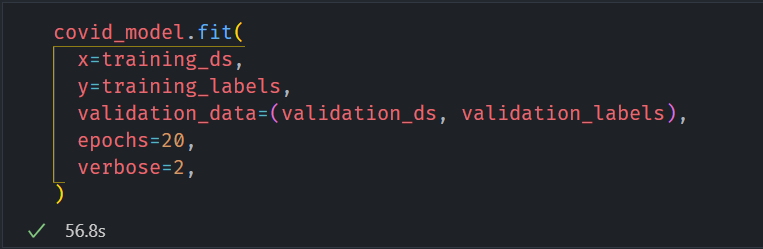 covid_model.fit(
x=training_ds,
y=training_labels,
validation_data=(validation_ds, validation_labels),
epochs=20,
verbose=2,
)
56.8s